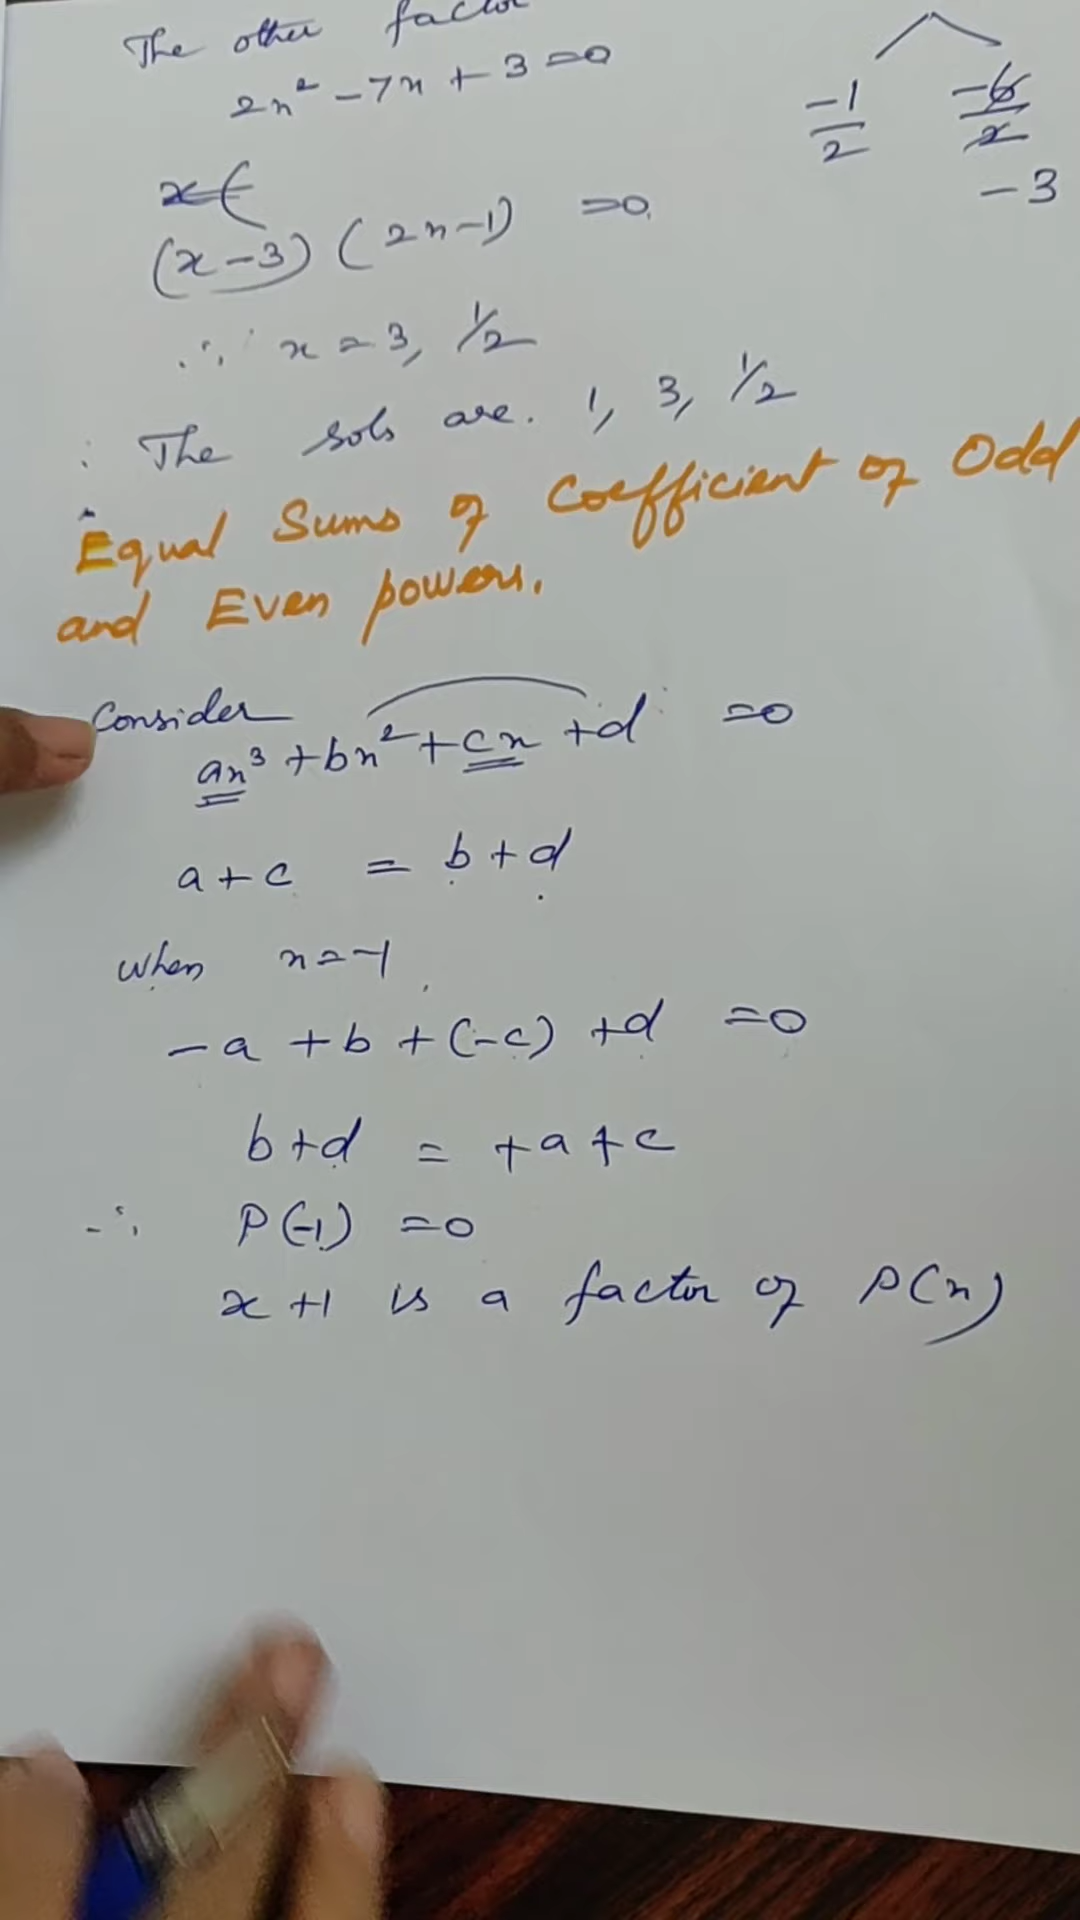 The other factor
2x² - 7x + 3 = 0
-1/2 -6/2
-3
x(
(x-3) (2x-1) = 0
∴ x = 3, 1/2
∴ The sols are. 1, 3, 1/2
Equal Sums of Coefficient of Odd
and Even powers.
Consider
ax³ + bx² + cx + d = 0
a + c = b + d
when x = -1
-a + b + (-c) + d = 0
b + d = +a + c
∴ P(-1) = 0
x + 1 is a factor of P(x)